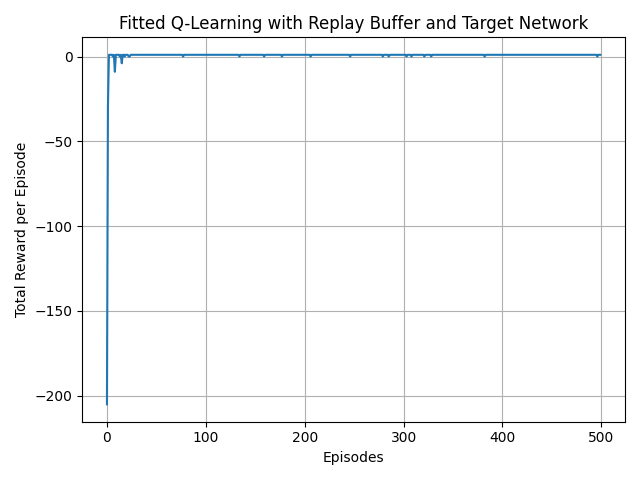 Fitted Q-Learning with Replay Buffer and Target Network
Total Reward per Episode
0
−50
−100
−150
−200
0 100 200 300 400 500
Episodes